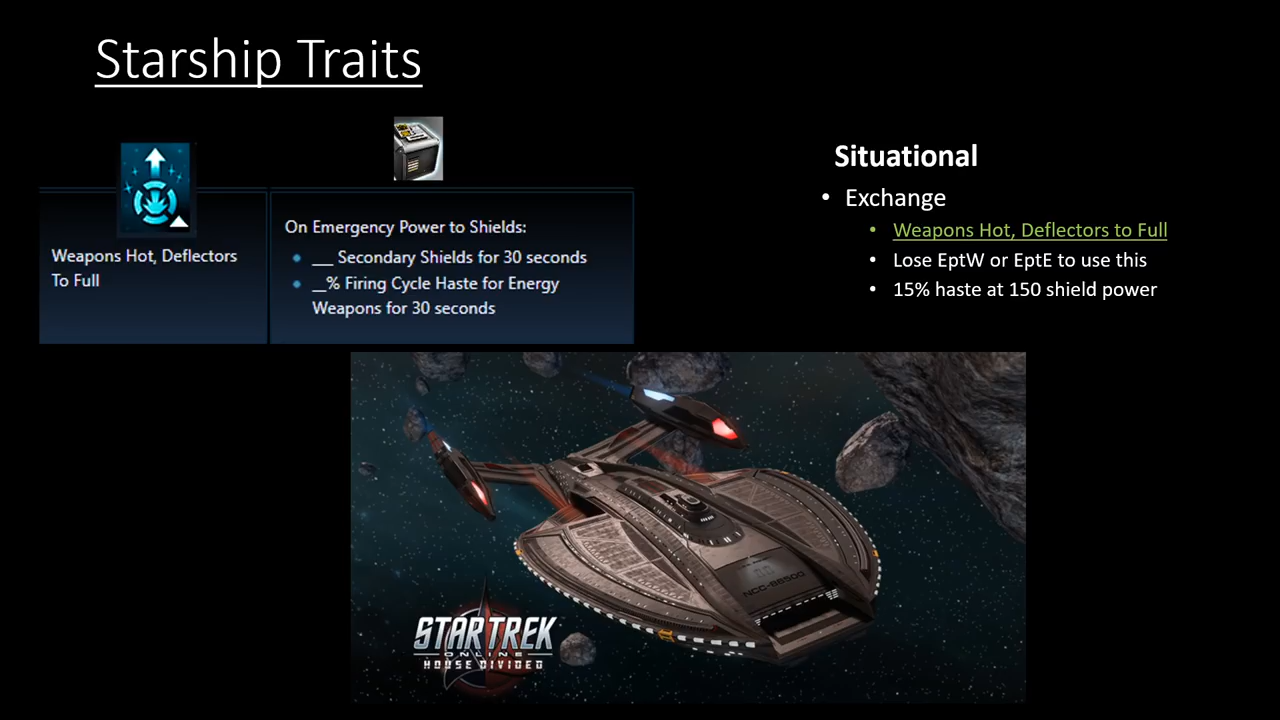 Starship Traits
Weapons Hot, Deflectors
To Full
On Emergency Power to Shields:
• __ Secondary Shields for 30 seconds
• _% Firing Cycle Haste for Energy
Weapons for 30 seconds
Situational
• Exchange
• Weapons Hot, Deflectors to Full
• Lose EptW or EptE to use this
• 15% haste at 150 shield power
STAR TREK
ONLINE
HOUSE DIVIDED